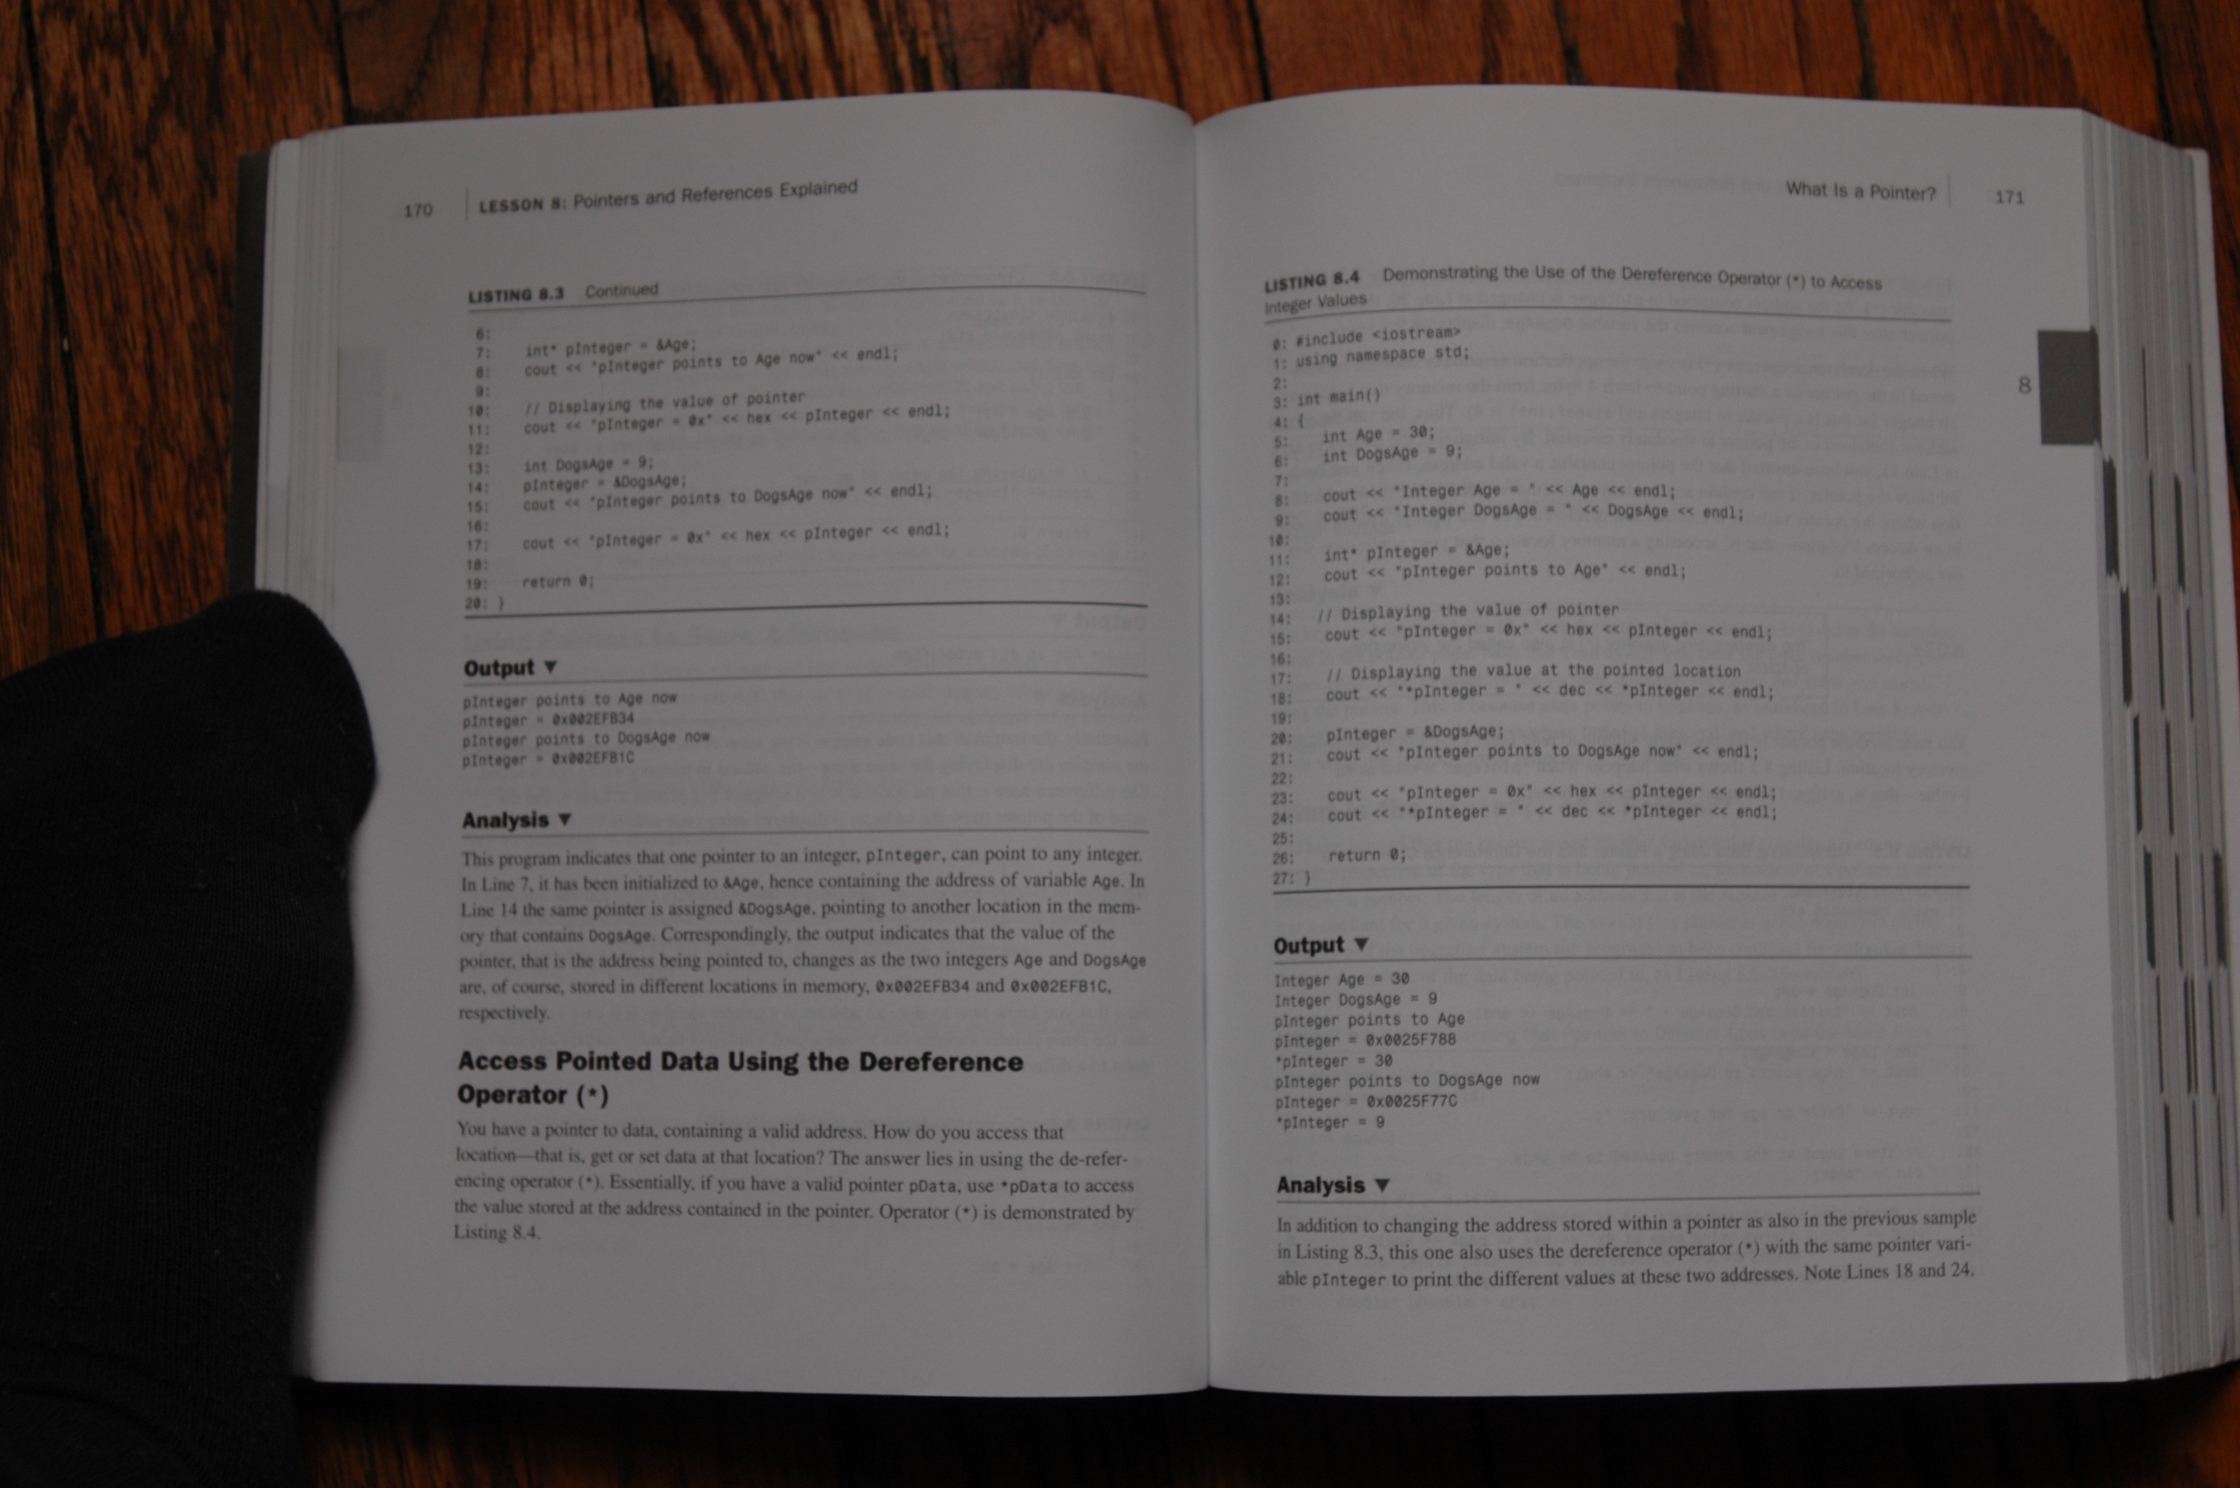 170 LESSON 8: Pointers and References Explained
LISTING 8.3 Continued
6:
7: int* pInteger = &Age;
8: cout << "pInteger points to Age now" << endl;
9:
10: // Displaying the value of pointer
11: cout << "pInteger = 0x" << hex << pInteger << endl;
12:
13: int DogsAge = 9;
14: pInteger = &DogsAge;
15: cout << "pInteger points to DogsAge now" << endl;
16:
17: cout << "pInteger = 0x" << hex << pInteger << endl;
18:
19: return 0;
20: }
Output ▼
pInteger points to Age now
pInteger = 0x002EFB34
pInteger points to DogsAge now
pInteger = 0x002EFB1C
Analysis ▼
This program indicates that one pointer to an integer, pInteger, can point to any integer.
In Line 7, it has been initialized to &Age, hence containing the address of variable Age. In
Line 14 the same pointer is assigned &DogsAge, pointing to another location in the mem-
ory that contains DogsAge. Correspondingly, the output indicates that the value of the
pointer, that is the address being pointed to, changes as the two integers Age and DogsAge
are, of course, stored in different locations in memory, 0x002EFB34 and 0x002EFB1C,
respectively.
Access Pointed Data Using the Dereference
Operator (*)
You have a pointer to data, containing a valid address. How do you access that
location—that is, get or set data at that location? The answer lies in using the de-refer-
encing operator (*). Essentially, if you have a valid pointer pData, use *pData to access
the value stored at the address contained in the pointer. Operator (*) is demonstrated by
Listing 8.4.
What Is a Pointer? 171
8
LISTING 8.4 Demonstrating the Use of the Dereference Operator (*) to Access
Integer Values
0: #include <iostream>
1: using namespace std;
2:
3: int main()
4: {
5: int Age = 30;
6: int DogsAge = 9;
7:
8: cout << "Integer Age = " << Age << endl;
9: cout << "Integer DogsAge = " << DogsAge << endl;
10:
11: int* pInteger = &Age;
12: cout << "pInteger points to Age" << endl;
13:
14: // Displaying the value of pointer
15: cout << "pInteger = 0x" << hex << pInteger << endl;
16:
17: // Displaying the value at the pointed location
18: cout << "*pInteger = " << dec << *pInteger << endl;
19:
20: pInteger = &DogsAge;
21: cout << "pInteger points to DogsAge now" << endl;
22:
23: cout << "pInteger = 0x" << hex << pInteger << endl;
24: cout << "*pInteger = " << dec << *pInteger << endl;
25:
26: return 0;
27: }
Output ▼
Integer Age = 30
Integer DogsAge = 9
pInteger points to Age
pInteger = 0x0025F788
*pInteger = 30
pInteger points to DogsAge now
pInteger = 0x0025F77C
*pInteger = 9
Analysis ▼
In addition to changing the address stored within a pointer as also in the previous sample
in Listing 8.3, this one also uses the dereference operator (*) with the same pointer vari-
able pInteger to print the different values at these two addresses. Note Lines 18 and 24.